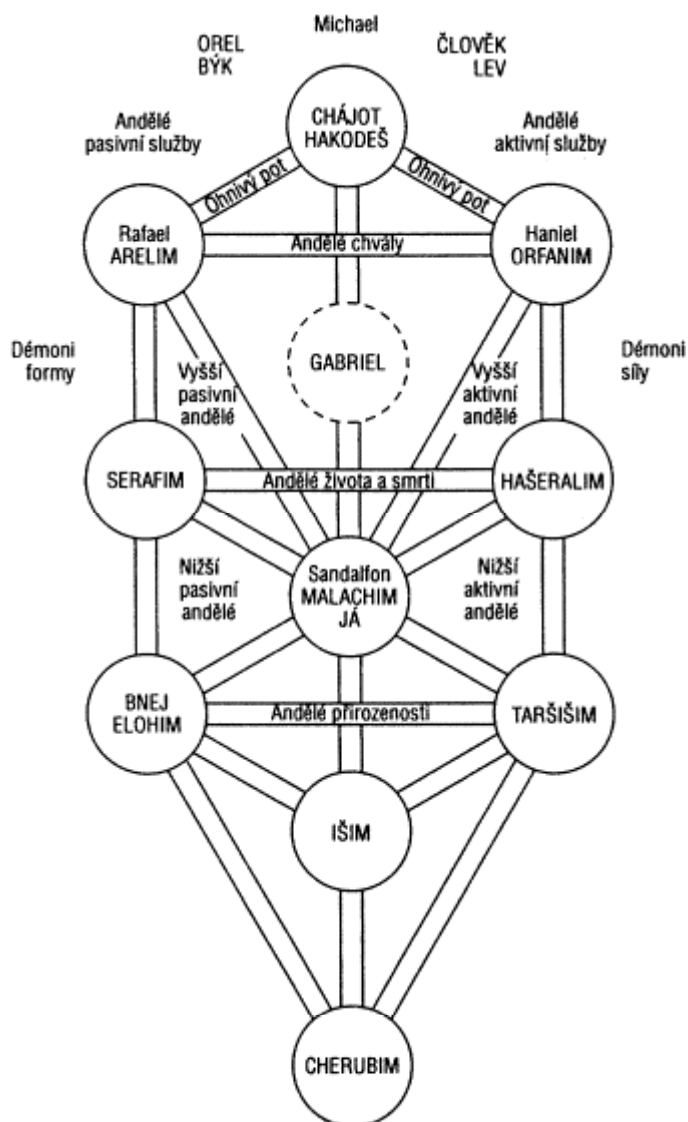 Michael
OREL
BÝK
ČLOVĚK
LEV
CHÁJOT
HAKODEŠ
Andělé
pasivní služby
Andělé
aktivní služby
Ohnivý pot
Ohnivý pot
Rafael
ARELIM
Andělé chvály
Haniel
ORFANIM
Démoni
formy
Vyšší
pasivní
andělé
GABRIEL
Vyšší
aktivní
andělé
Démoni
síly
SERAFIM
Andělé života a smrti
HAŠERALIM
Nižší
pasivní
andělé
Sandalfon
MALACHIM
JÁ
Nižší
aktivní
andělé
BNEJ
ELOHIM
Andělé přirozenosti
TARŠIŠIM
IŠIM
CHERUBIM